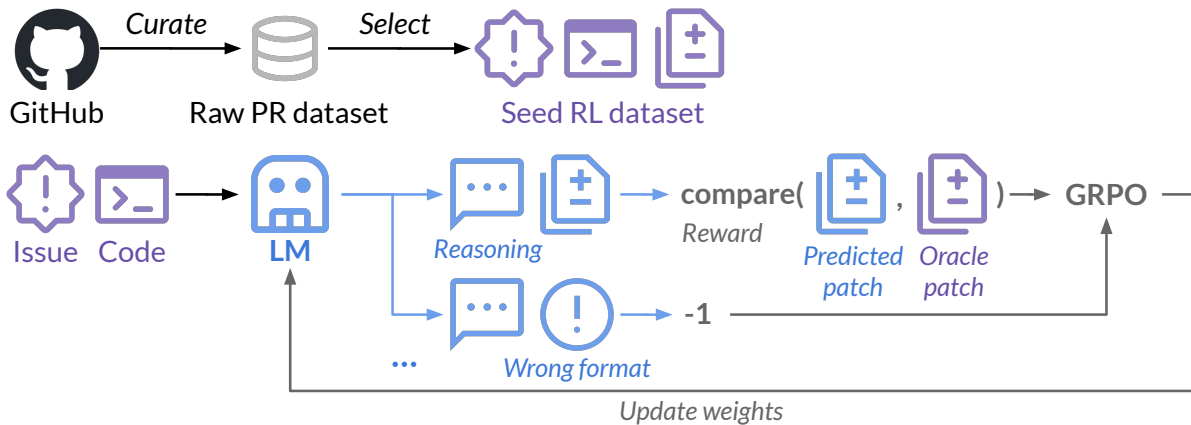 Curate
Select
GitHub
Raw PR dataset
Seed RL dataset
compare(
,
)
GRPO
Reward
Issue
Code
LM
Reasoning
Predicted
patch
Oracle
patch
-1
...
Wrong format
Update weights